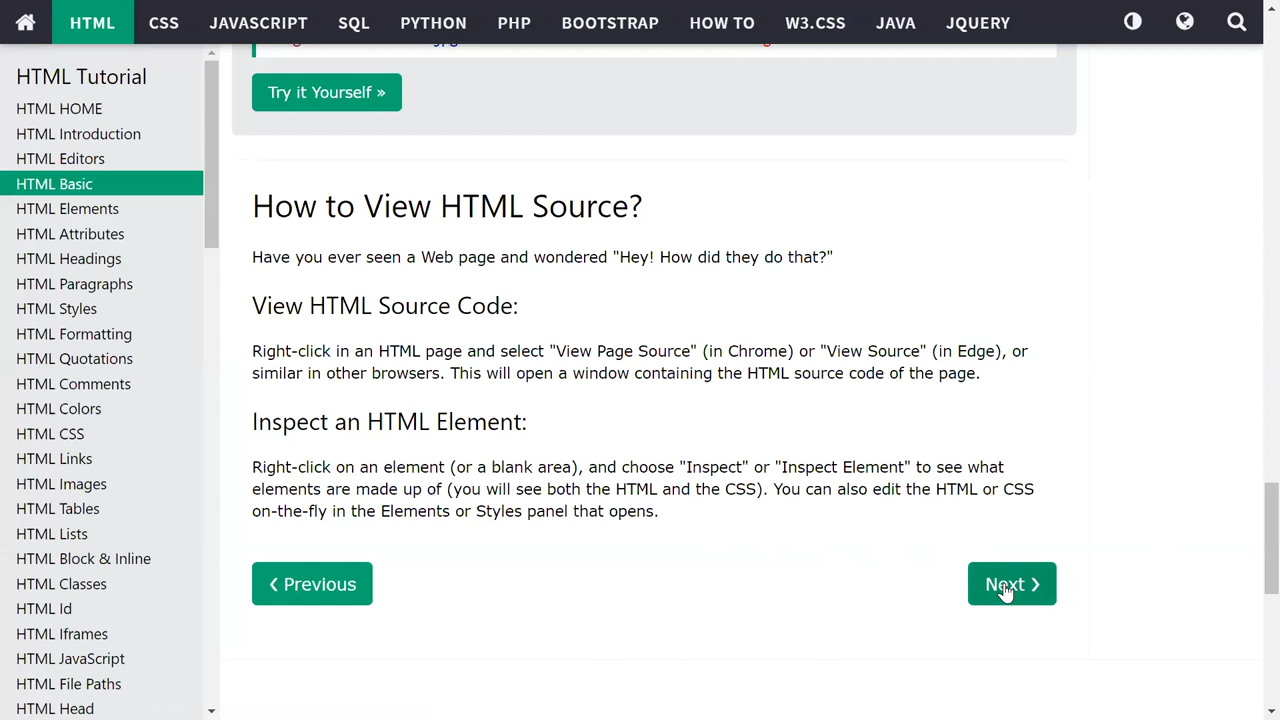 HTML CSS JAVASCRIPT SQL PYTHON PHP BOOTSTRAP HOW TO W3.CSS JAVA JQUERY
HTML Tutorial
HTML HOME
HTML Introduction
HTML Editors
HTML Basic
HTML Elements
HTML Attributes
HTML Headings
HTML Paragraphs
HTML Styles
HTML Formatting
HTML Quotations
HTML Comments
HTML Colors
HTML CSS
HTML Links
HTML Images
HTML Tables
HTML Lists
HTML Block & Inline
HTML Classes
HTML Id
HTML Iframes
HTML JavaScript
HTML File Paths
HTML Head
Try it Yourself »
How to View HTML Source?
Have you ever seen a Web page and wondered "Hey! How did they do that?"
View HTML Source Code:
Right-click in an HTML page and select "View Page Source" (in Chrome) or "View Source" (in Edge), or
similar in other browsers. This will open a window containing the HTML source code of the page.
Inspect an HTML Element:
Right-click on an element (or a blank area), and choose "Inspect" or "Inspect Element" to see what
elements are made up of (you will see both the HTML and the CSS). You can also edit the HTML or CSS
on-the-fly in the Elements or Styles panel that opens.
❮ Previous
Next ❯